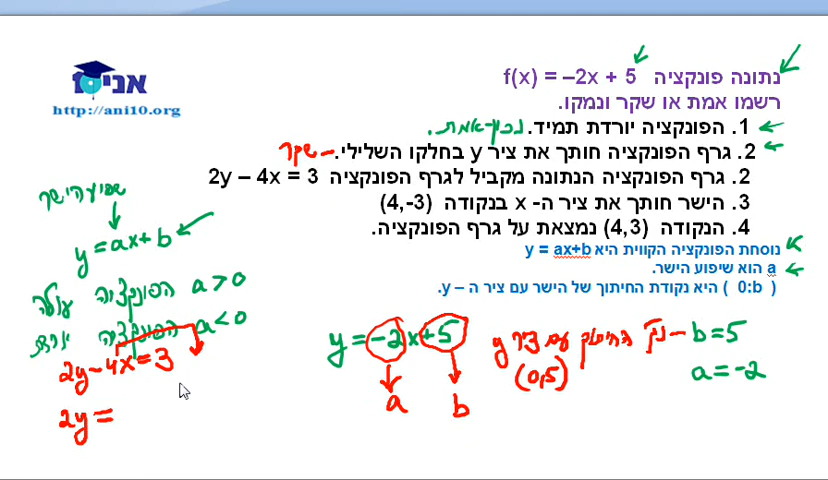 אניסו
http://ani10.org
נתונה פונקציה f(x) = –2x + 5
רשמו אמת או שקר ונמקו.
1. הפונקציה יורדת תמיד. נכון-אמת.
2. גרף הפונקציה חותך את ציר y בחלקו השלילי. – שקר
2. גרף הפונקציה הנתונה מקביל לגרף הפונקציה 2y – 4x = 3
3. הישר חותך את ציר ה- x בנקודה (4,-3)
4. הנקודה (4,3) נמצאת על גרף הפונקציה.
נוסחת הפונקציה הקווית היא y = ax+b
a הוא שיפוע הישר.
( 0:b ) היא נקודת החיתוך של הישר עם ציר ה – y.
שיפוע הישר
y = ax + b
a > 0 הפונקציה עולה
a < 0 הפונקציה יורדת
2y – 4x = 3
2y =
y = –2x + 5
a b
b = 5 – נק' החיתוך עם ציר y
(0,5)
a = –2